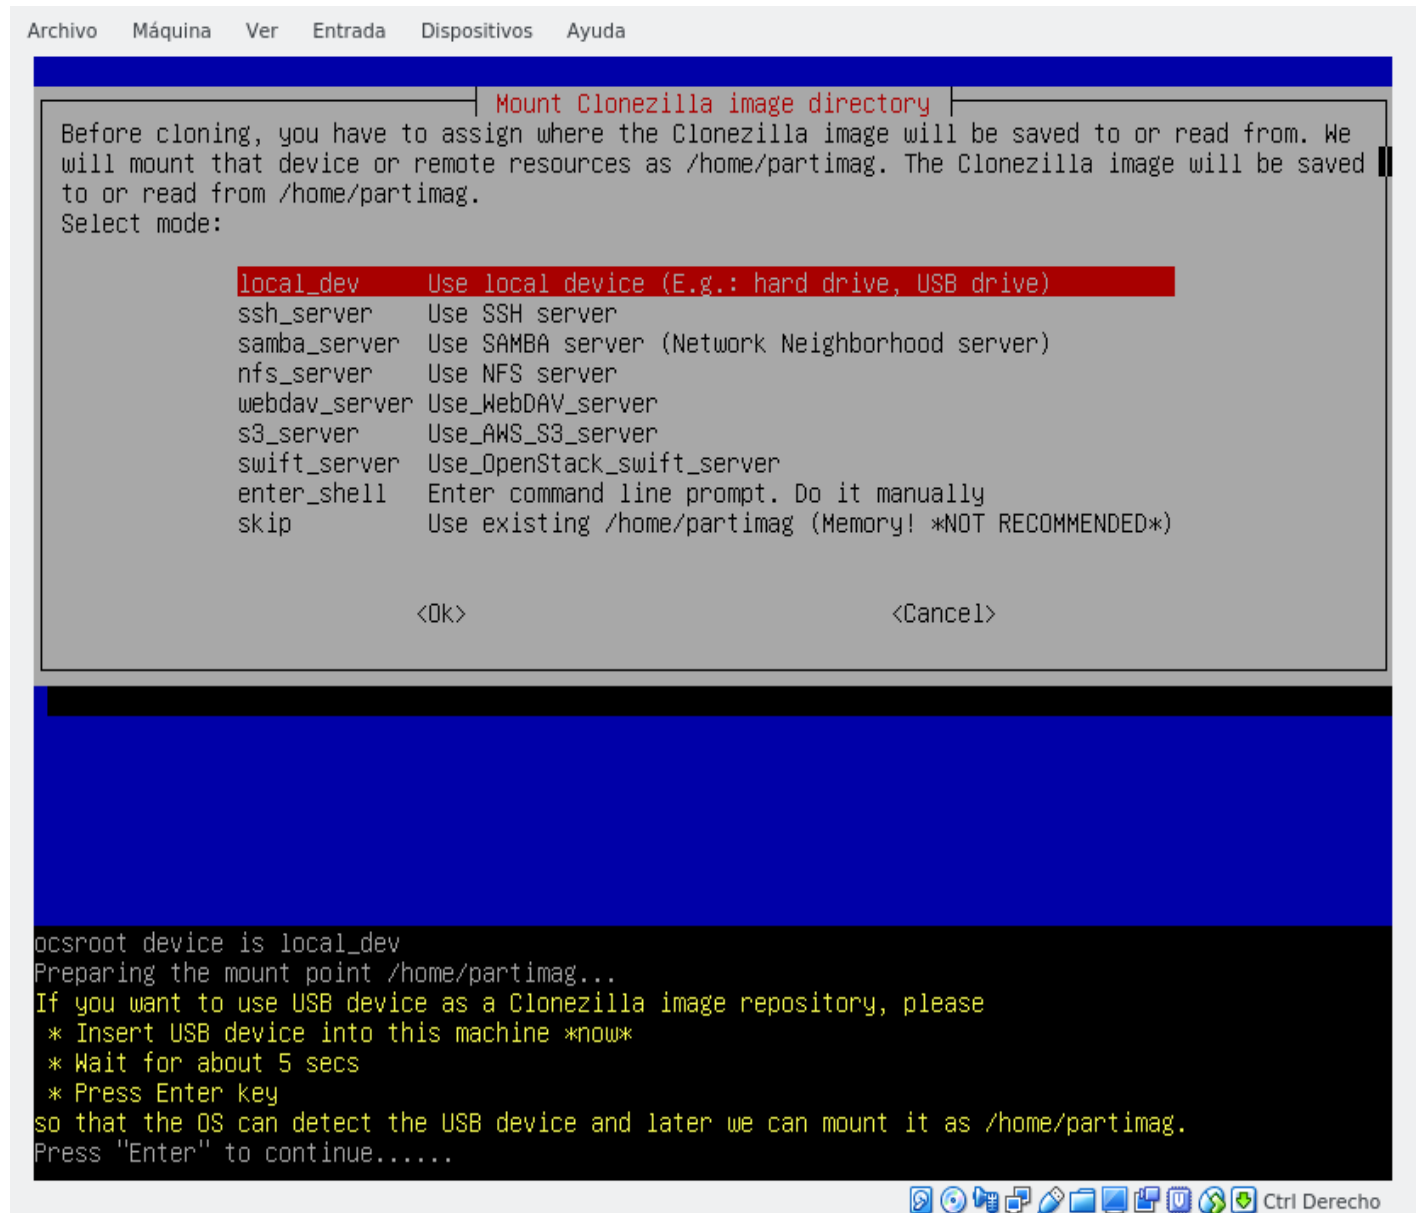 Archivo Máquina Ver Entrada Dispositivos Ayuda
Mount Clonezilla image directory
Before cloning, you have to assign where the Clonezilla image will be saved to or read from. We
will mount that device or remote resources as /home/partimag. The Clonezilla image will be saved
to or read from /home/partimag.
Select mode:
local_dev Use local device (E.g.: hard drive, USB drive)
ssh_server Use SSH server
samba_server Use SAMBA server (Network Neighborhood server)
nfs_server Use NFS server
webdav_server Use_WebDAV_server
s3_server Use_AWS_S3_server
swift_server Use_OpenStack_swift_server
enter_shell Enter command line prompt. Do it manually
skip Use existing /home/partimag (Memory! *NOT RECOMMENDED*)
<Ok> <Cancel>
ocsroot device is local_dev
Preparing the mount point /home/partimag...
If you want to use USB device as a Clonezilla image repository, please
* Insert USB device into this machine *now*
* Wait for about 5 secs
* Press Enter key
so that the OS can detect the USB device and later we can mount it as /home/partimag.
Press "Enter" to continue......
Ctrl Derecho